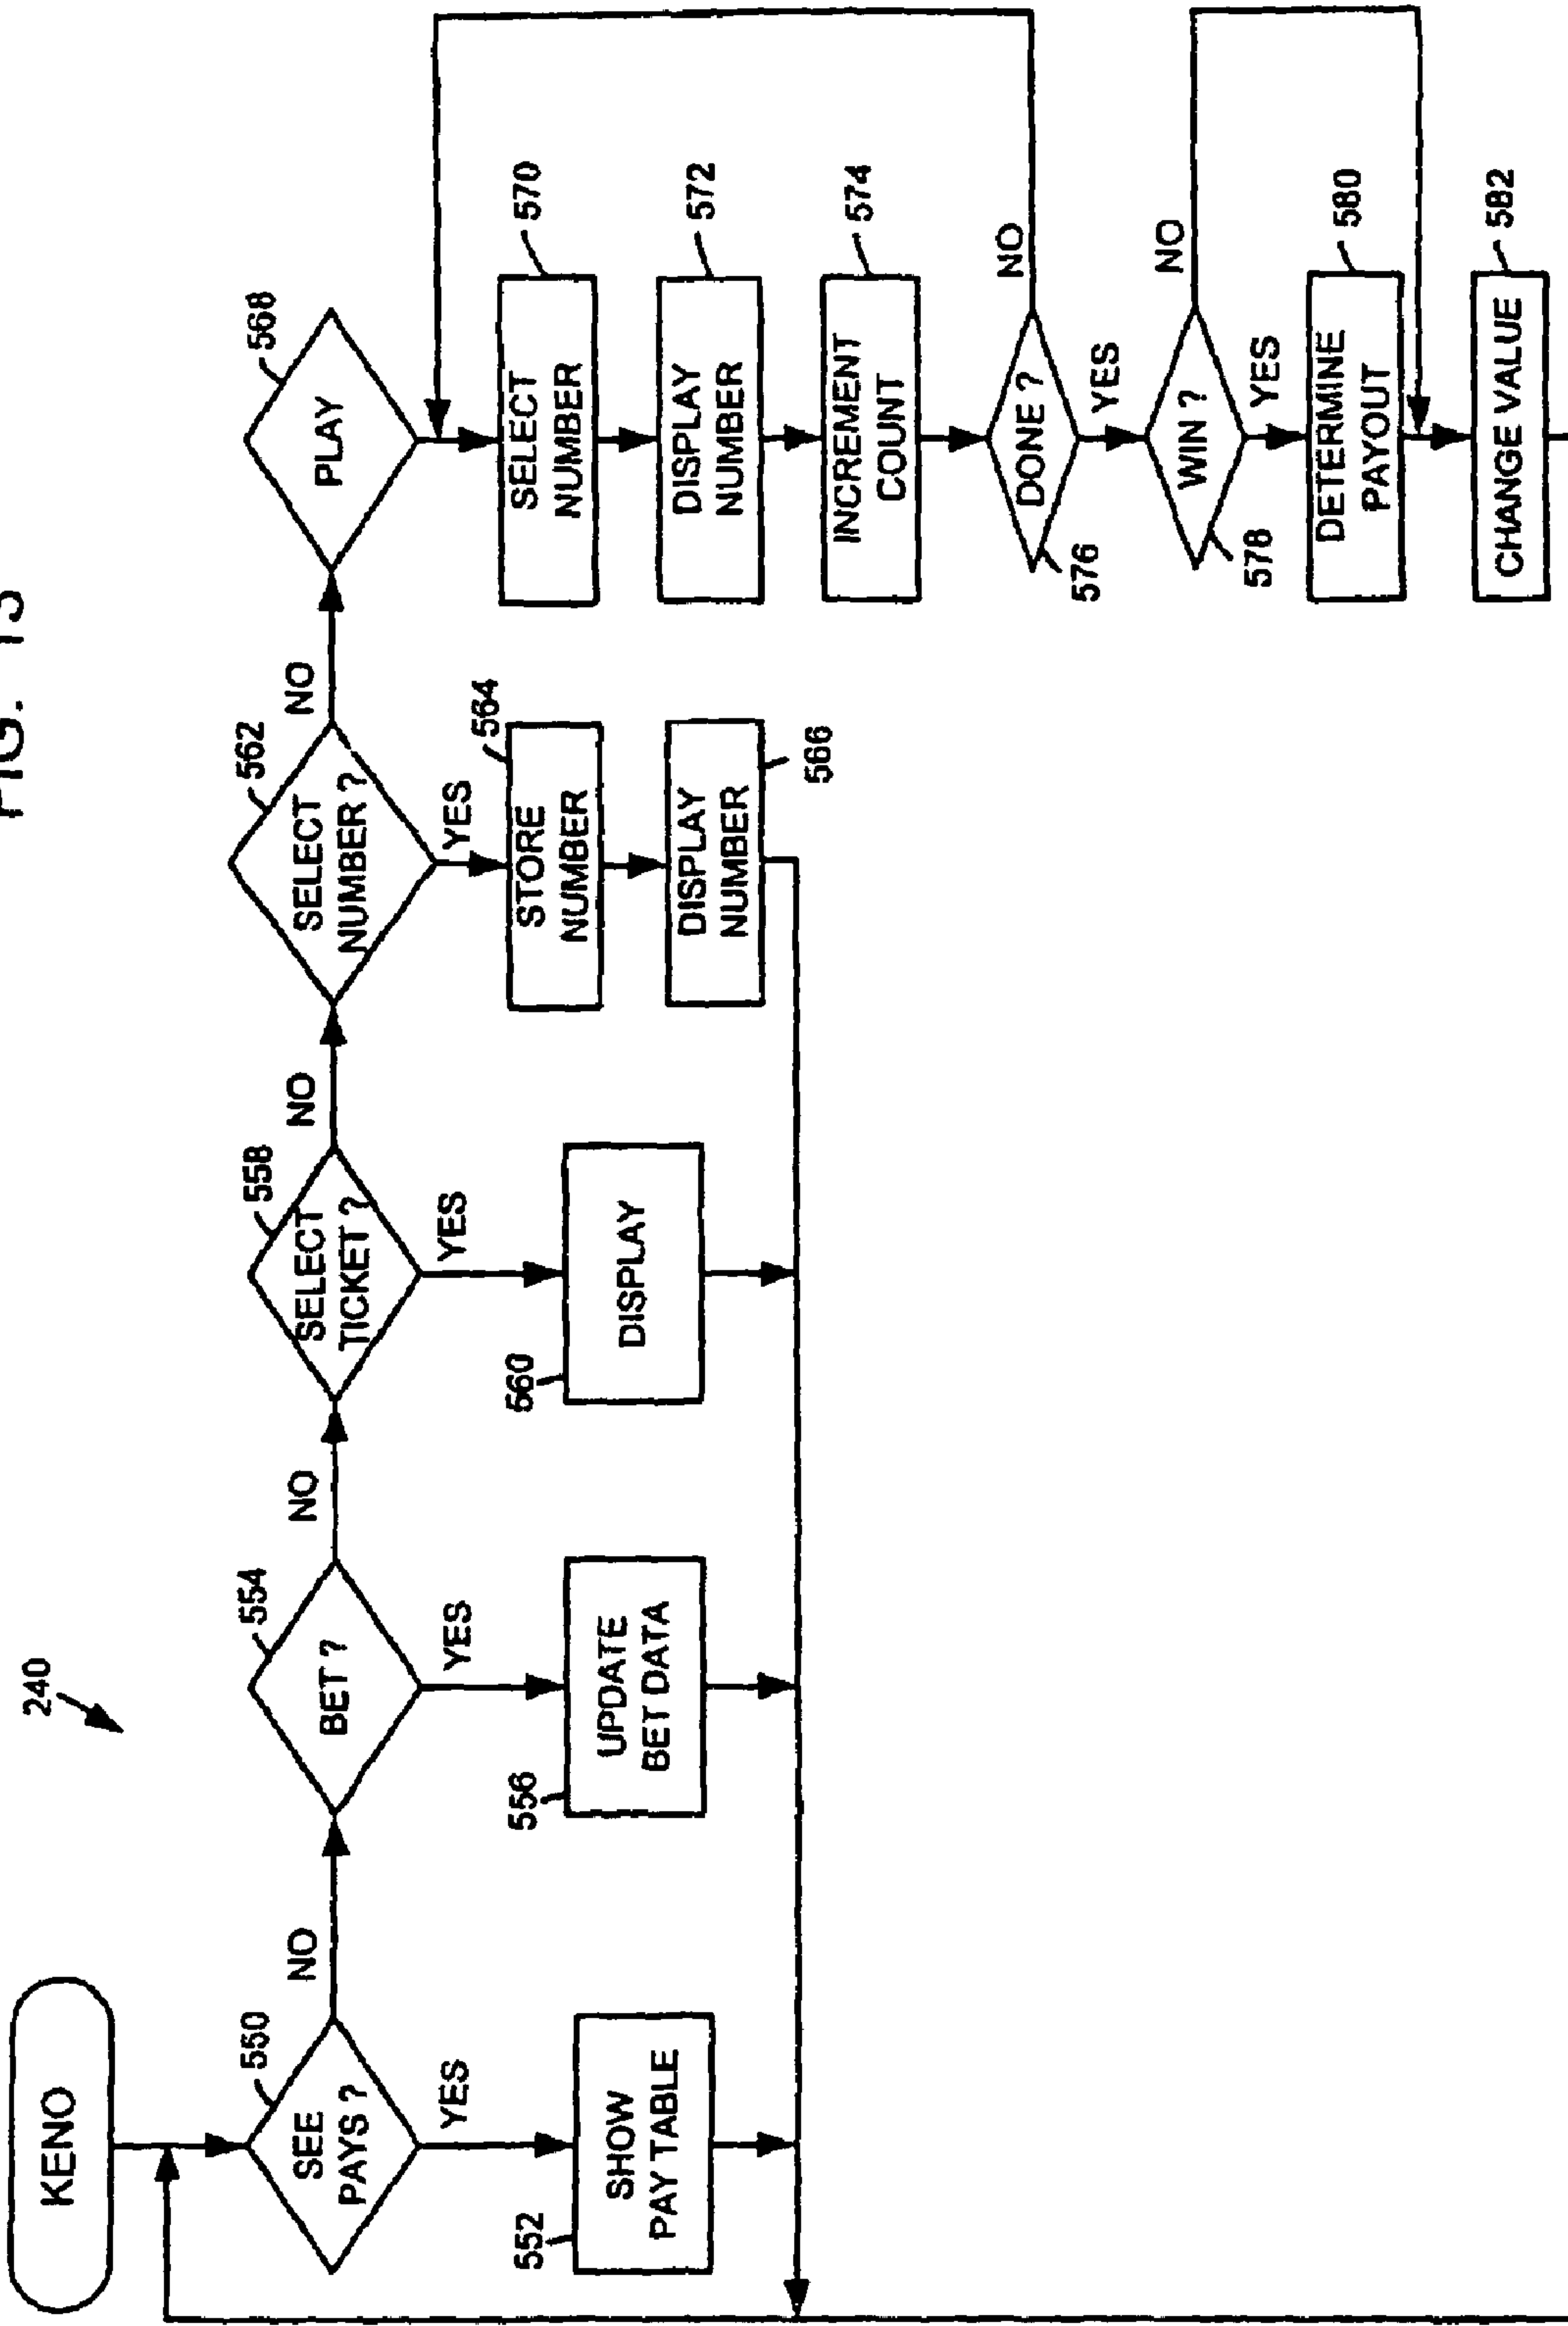 FIG.
240
KENO
550
SEE
PAYS ?
NO
YES
552
SHOW
PAY TABLE
554
BET ?
NO
YES
556
UPDATE
BET DATA
558
SELECT
TICKET ?
NO
YES
560
DISPLAY
562
SELECT
NUMBER ?
NO
YES
564
STORE
NUMBER
566
DISPLAY
NUMBER
568
PLAY
570
SELECT
NUMBER
572
DISPLAY
NUMBER
574
INCREMENT
COUNT
576
DONE ?
NO
YES
578
WIN ?
NO
YES
580
DETERMINE
PAYOUT
582
CHANGE VALUE